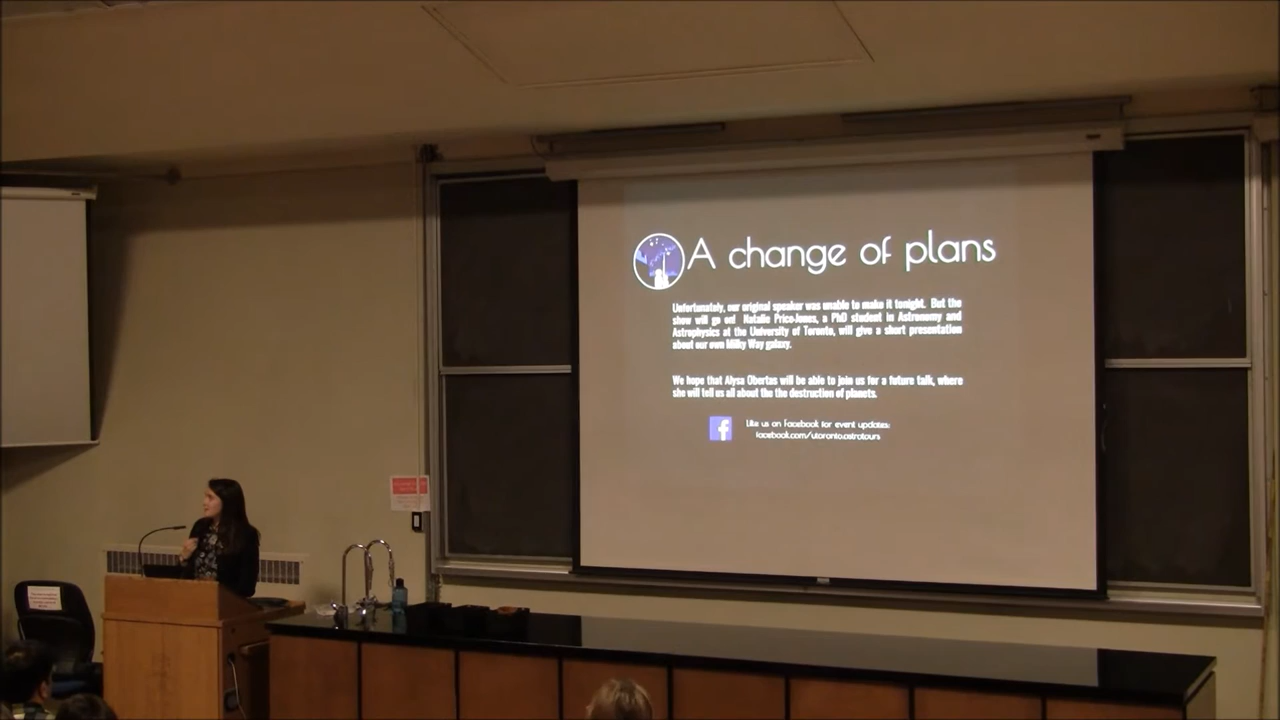 A change of plans
Unfortunately, our original speaker was unable to make it tonight. But the
show will go on! Natalie Price-Jones, a PhD student in Astronomy and
Astrophysics at the University of Toronto, will give a short presentation
about our own Milky Way galaxy.
We hope that Alysa Obertas will be able to join us for a future talk, where
she will tell us all about the the destruction of planets.
f
Like us on Facebook for event updates:
facebook.com/utoronto.astrotours